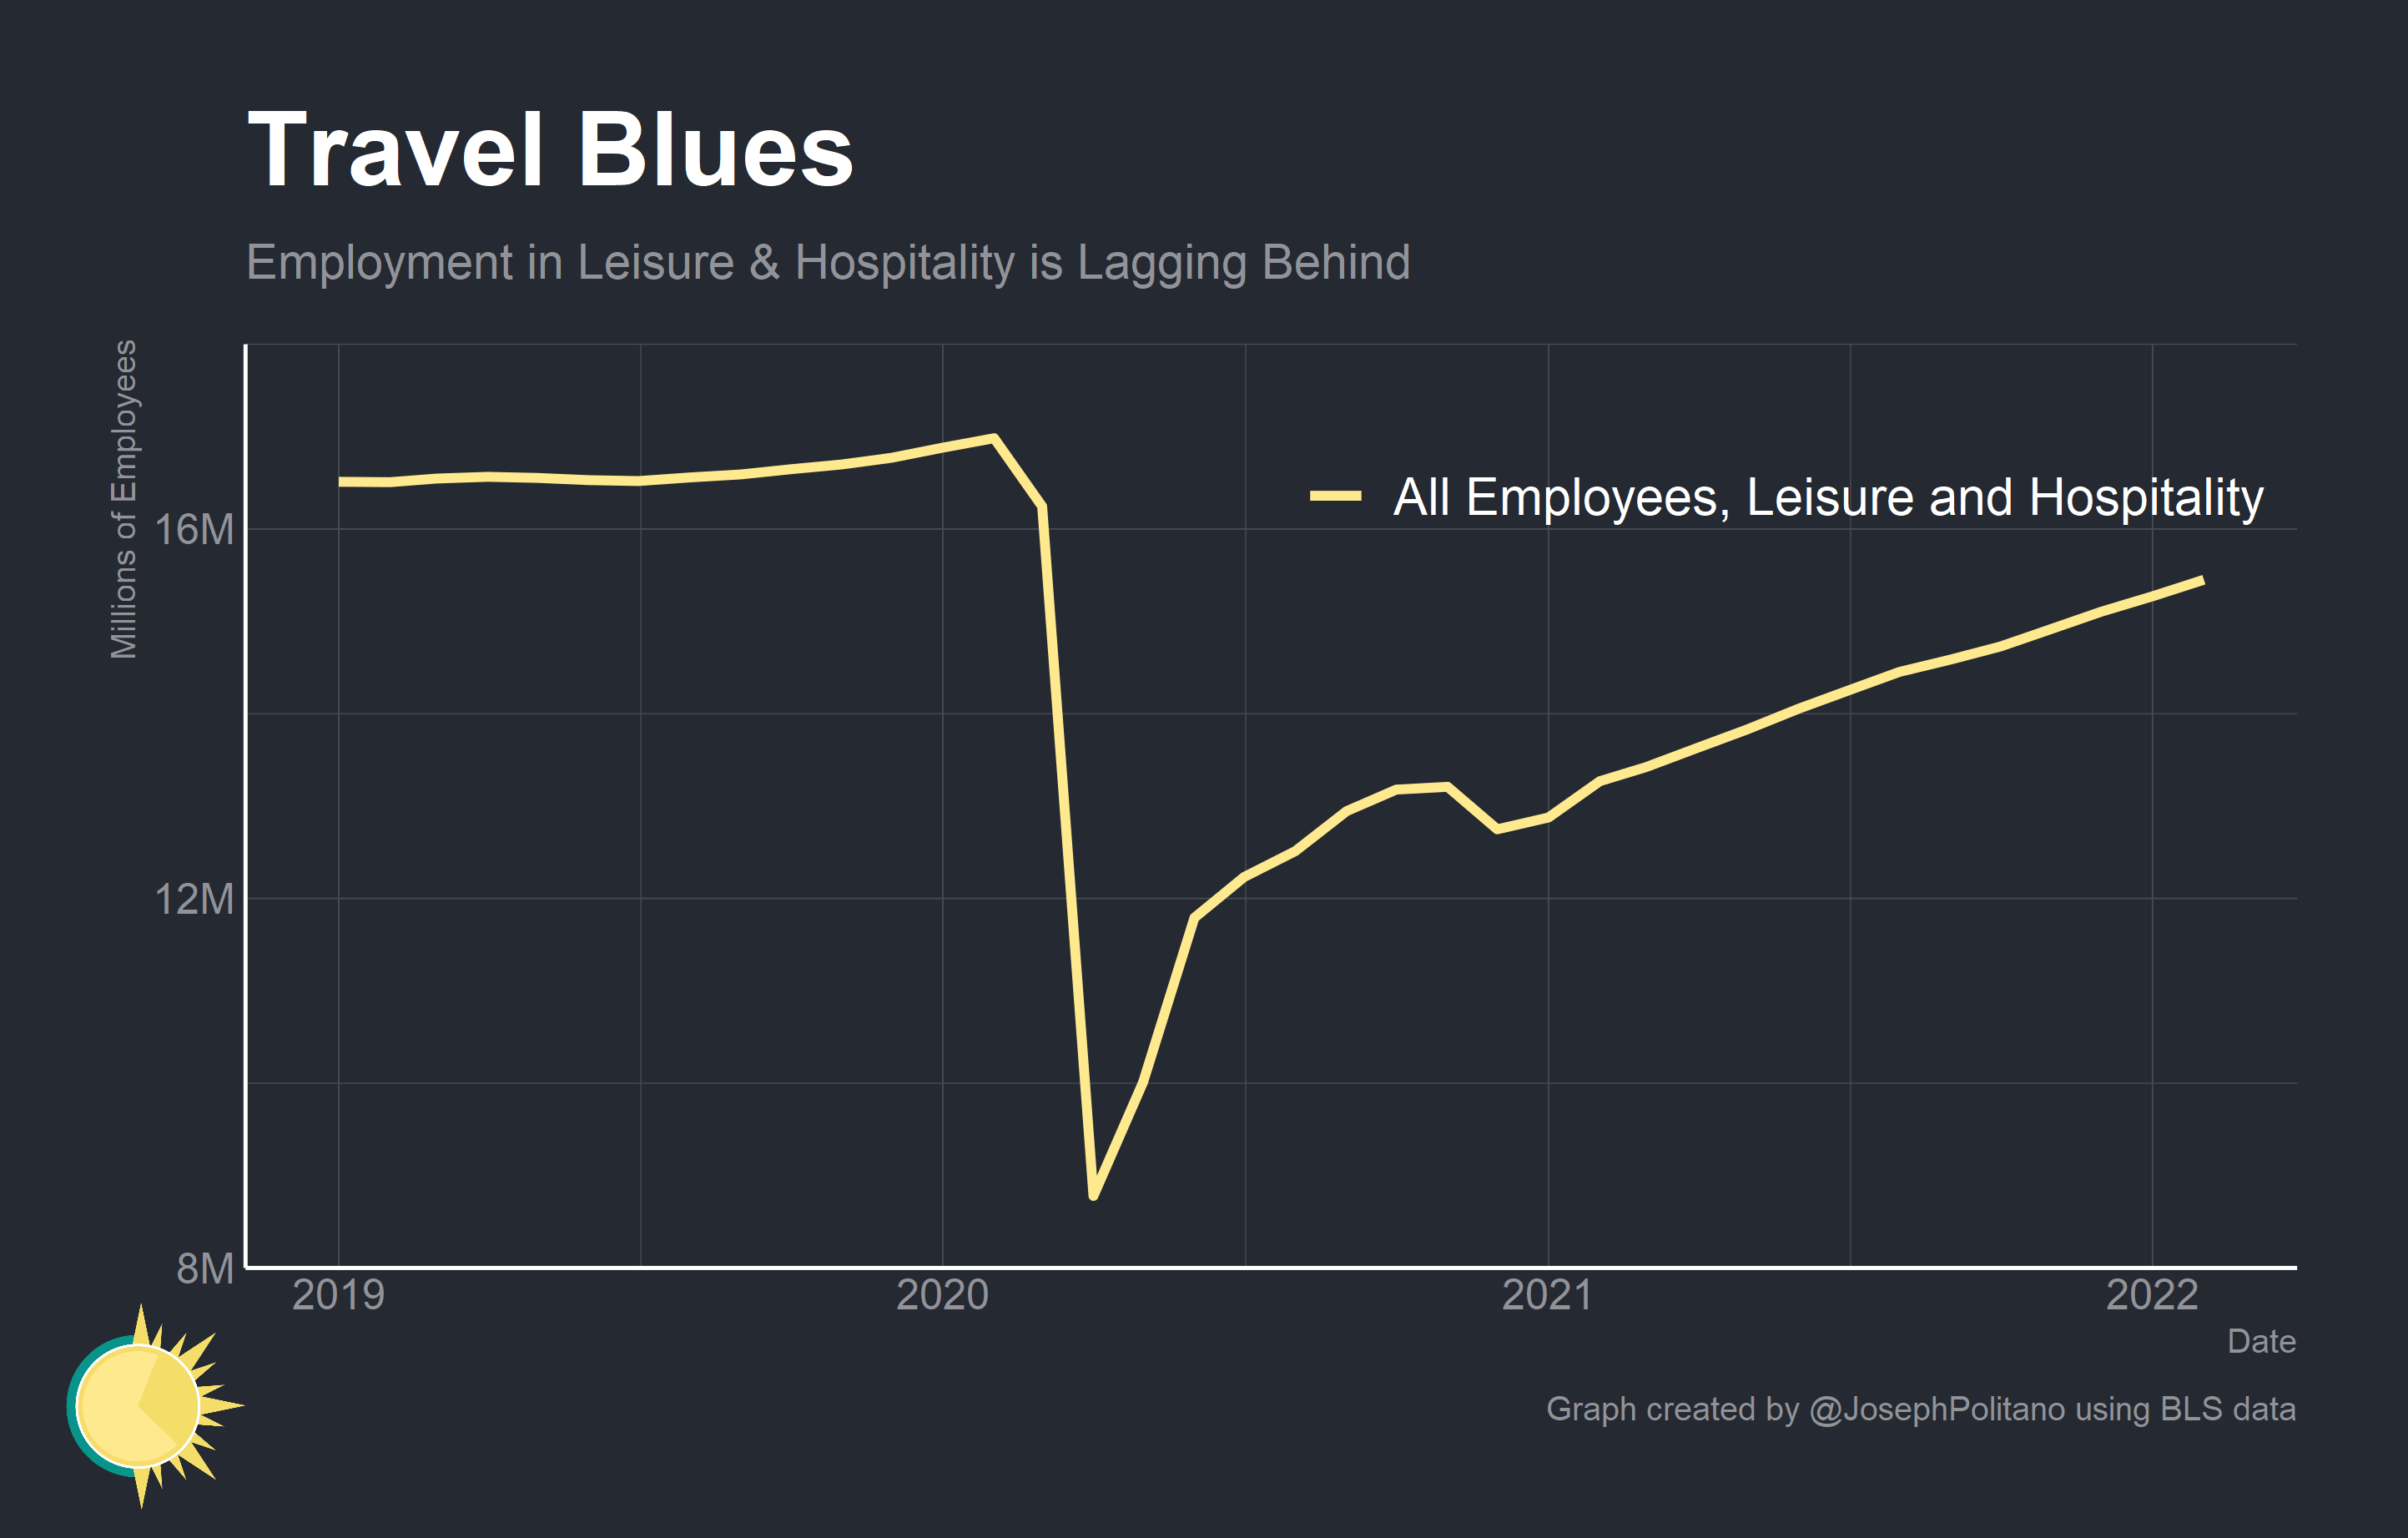 Travel Blues
Employment in Leisure & Hospitality is Lagging Behind
Millions of Employees
16M
12M
8M
All Employees, Leisure and Hospitality
2019
2020
2021
2022
Date
Graph created by @JosephPolitano using BLS data